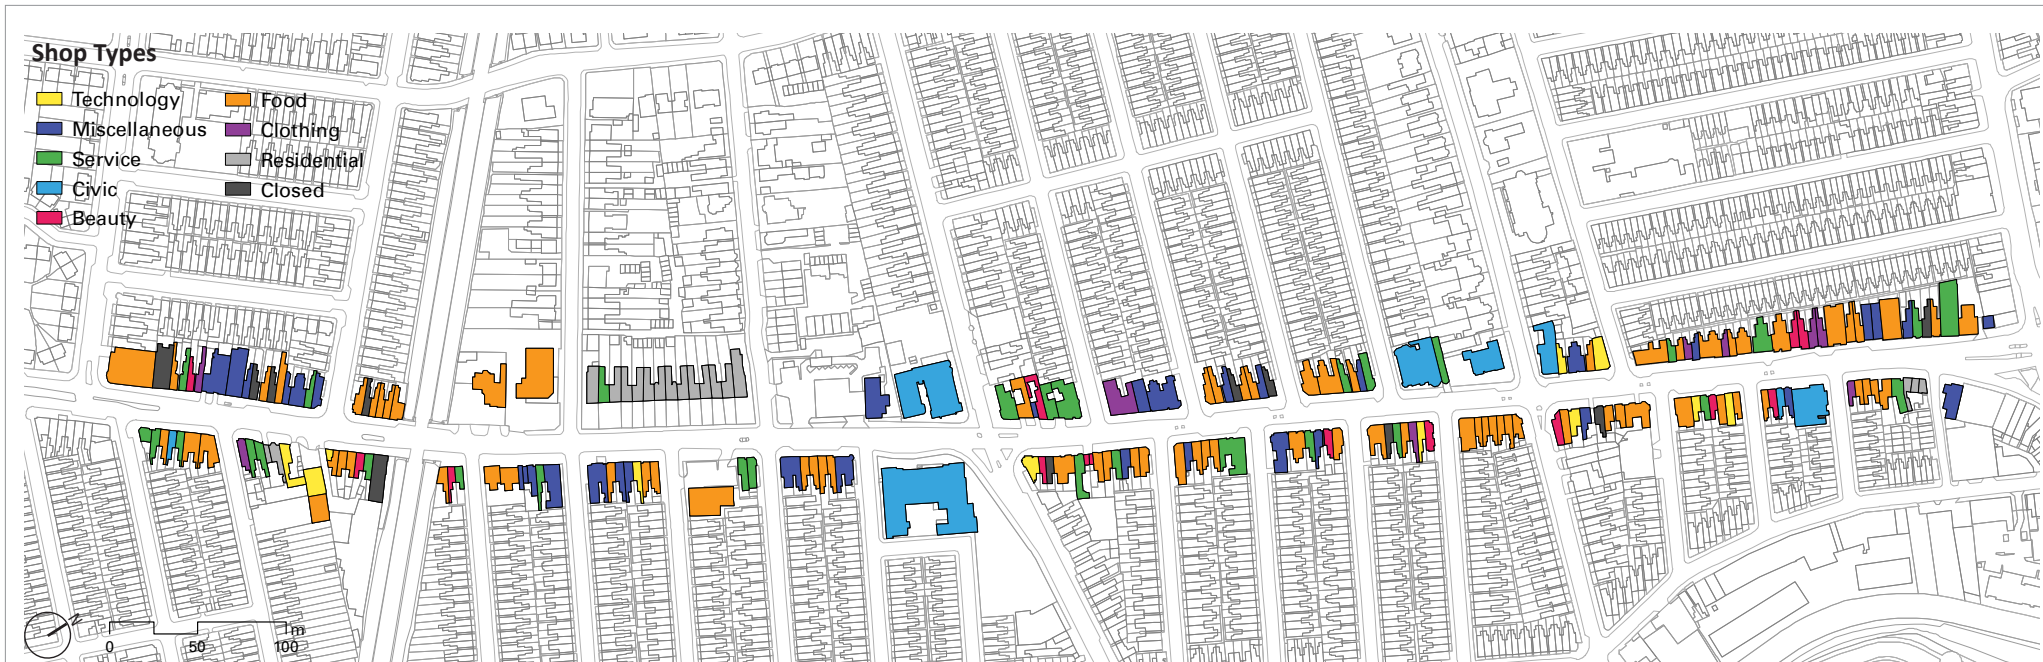 Shop Types
Technology
Miscellaneous
Service
Civic
Beauty
Food
Clothing
Residential
Closed
N
m
0 50 100